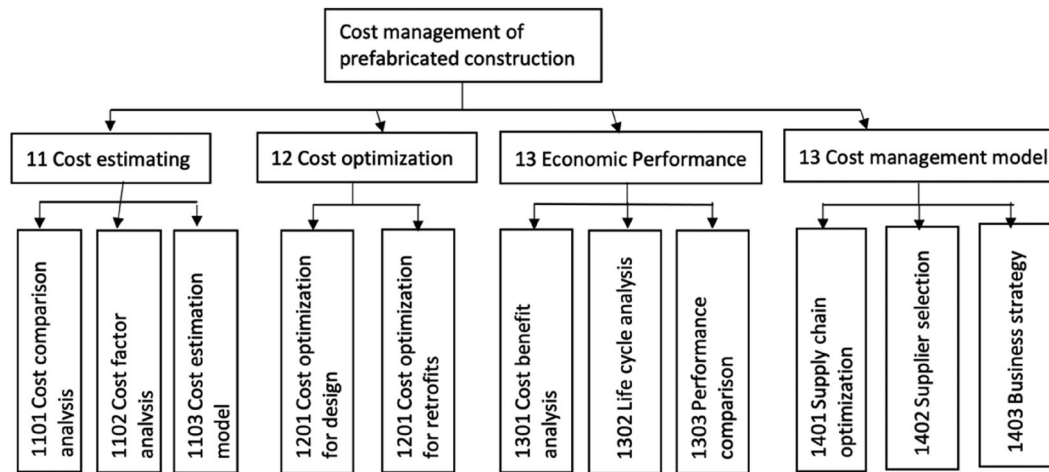 Cost management of
prefabricated construction
11 Cost estimating
12 Cost optimization
13 Economic Performance
13 Cost management model
1101 Cost comparison
analysis
1102 Cost factor
analysis
1103 Cost estimation
model
1201 Cost optimization
for design
1201 Cost optimization
for retrofits
1301 Cost benefit
analysis
1302 Life cycle analysis
1303 Performance
comparison
1401 Supply chain
optimization
1402 Supplier selection
1403 Business strategy